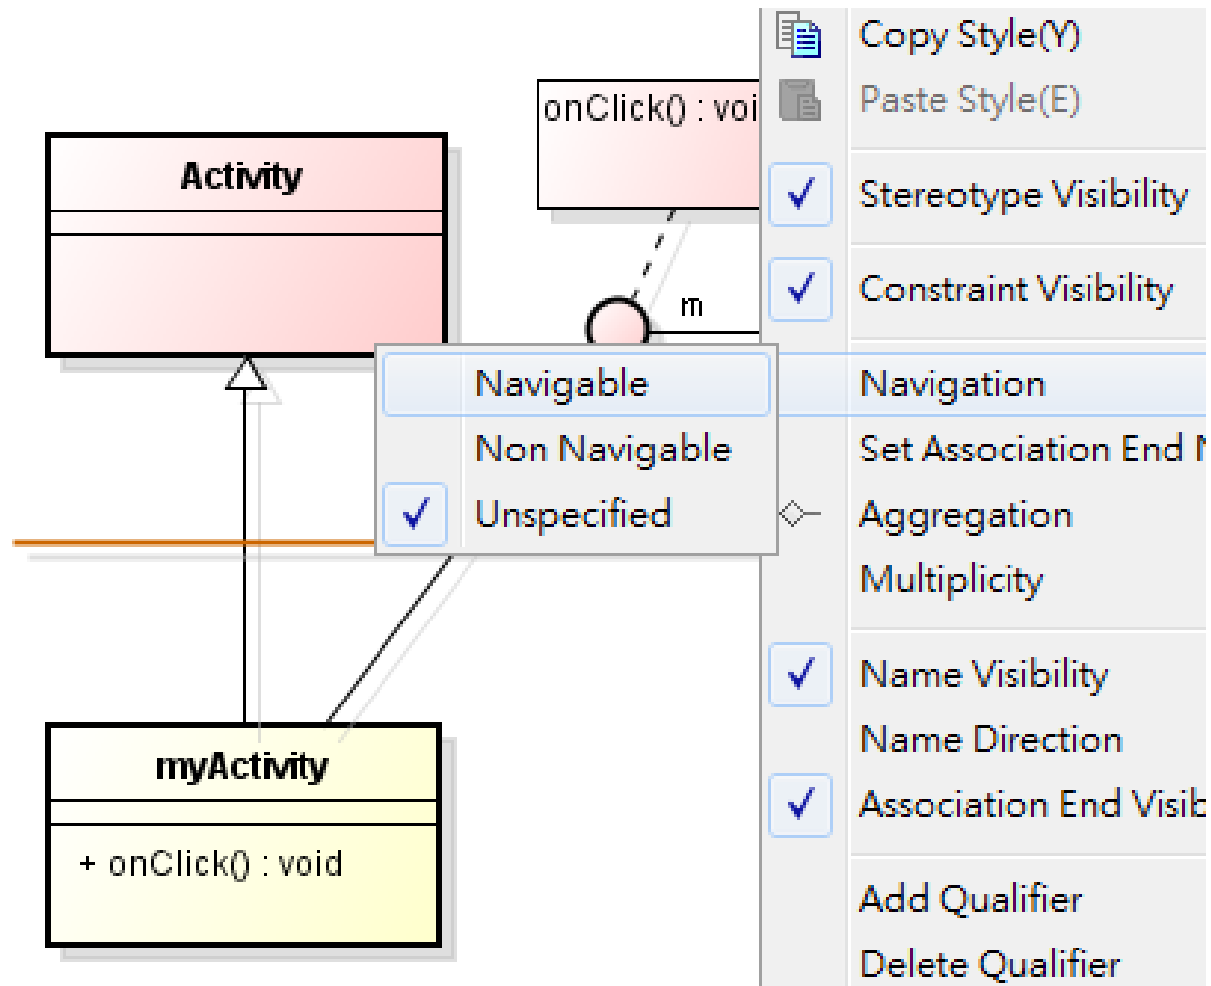 Copy Style(Y)
onClick() : voi
Paste Style(E)
Activity
Stereotype Visibility
Constraint Visibility
m
Navigable
Navigation
Non Navigable
Set Association End
Unspecified
Aggregation
Multiplicity
Name Visibility
myActivity
Name Direction
Association End Visib
+ onClick() : void
Add Qualifier
Delete Qualifier